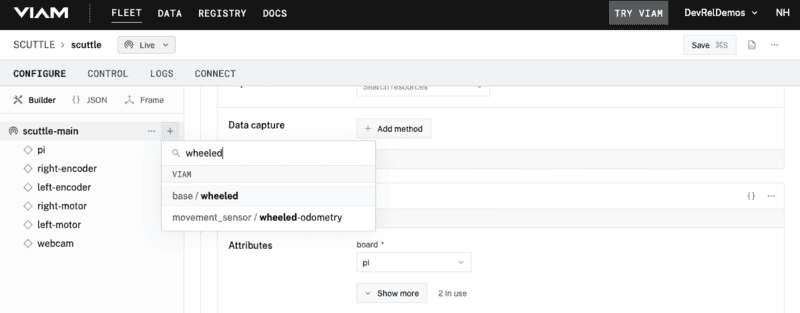 VIAM FLEET DATA REGISTRY DOCS TRY VIAM DevRelDemos NH
SCUTTLE > scuttle Live Save ⌘S
CONFIGURE CONTROL LOGS CONNECT
Builder {} JSON Frame
Search resources
scuttle-main ... +
Data capture + Add method
pi
right-encoder
left-encoder
right-motor
left-motor
webcam
wheeled
VIAM
base / wheeled
movement_sensor / wheeled-odometry
{} ...
Attributes board *
pi
Show more 2 in use